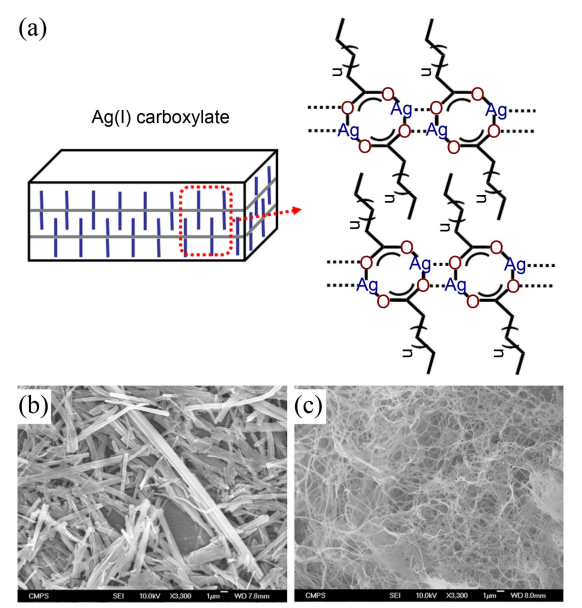 (a)
Ag(I) carboxylate
n
n
O
O
O
O
Ag
Ag
Ag
Ag
O
O
O
O
n
n
n
n
O
O
O
O
Ag
Ag
Ag
Ag
O
O
O
O
n
n
(b)
(c)
CMPS SEI 10.0kV X3,300 1μm WD 7.8mm
CMPS SEI 10.0kV X3,300 1μm WD 8.0mm